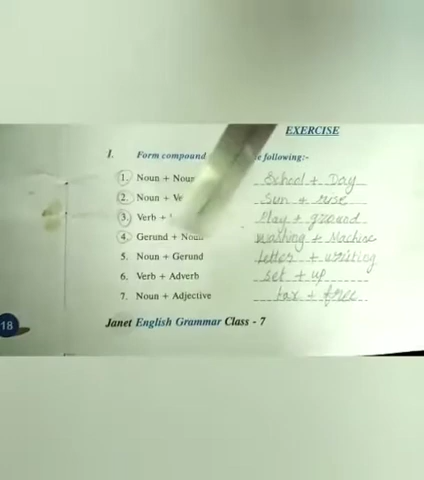 EXERCISE
I. Form compound following:-
1. Noun + Noun School + Day
2. Noun + Ve Sun + rise
3. Verb + Play + ground
4. Gerund + Noun Washing + Machine
5. Noun + Gerund letter + writing
6. Verb + Adverb set + up
7. Noun + Adjective tax + free
18
Janet English Grammar Class - 7